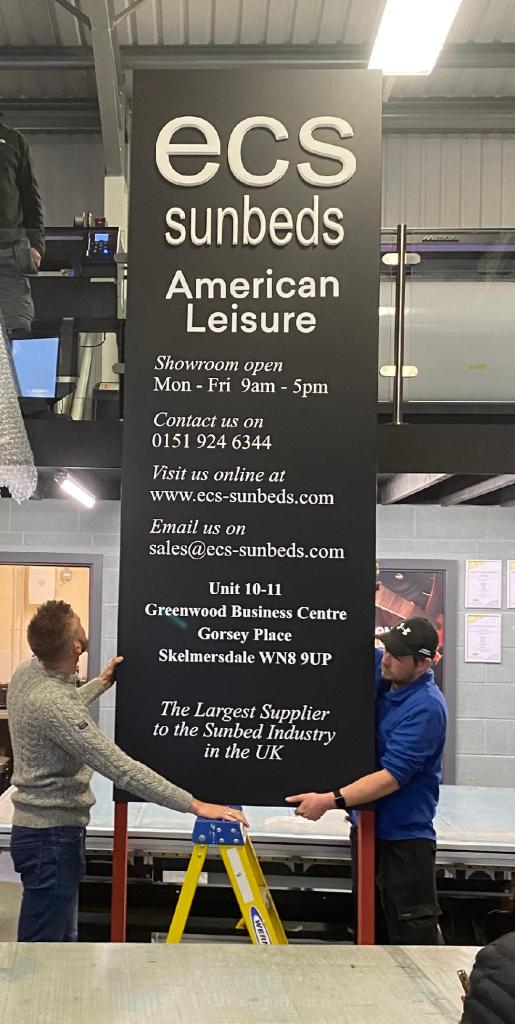 ecs
sunbeds
American
Leisure
Showroom open
Mon - Fri 9am - 5pm
Contact us on
0151 924 6344
Visit us online at
www.ecs-sunbeds.com
Email us on
sales@ecs-sunbeds.com
Unit 10-11
Greenwood Business Centre
Gorsey Place
Skelmersdale WN8 9UP
The Largest Supplier
to the Sunbed Industry
in the UK